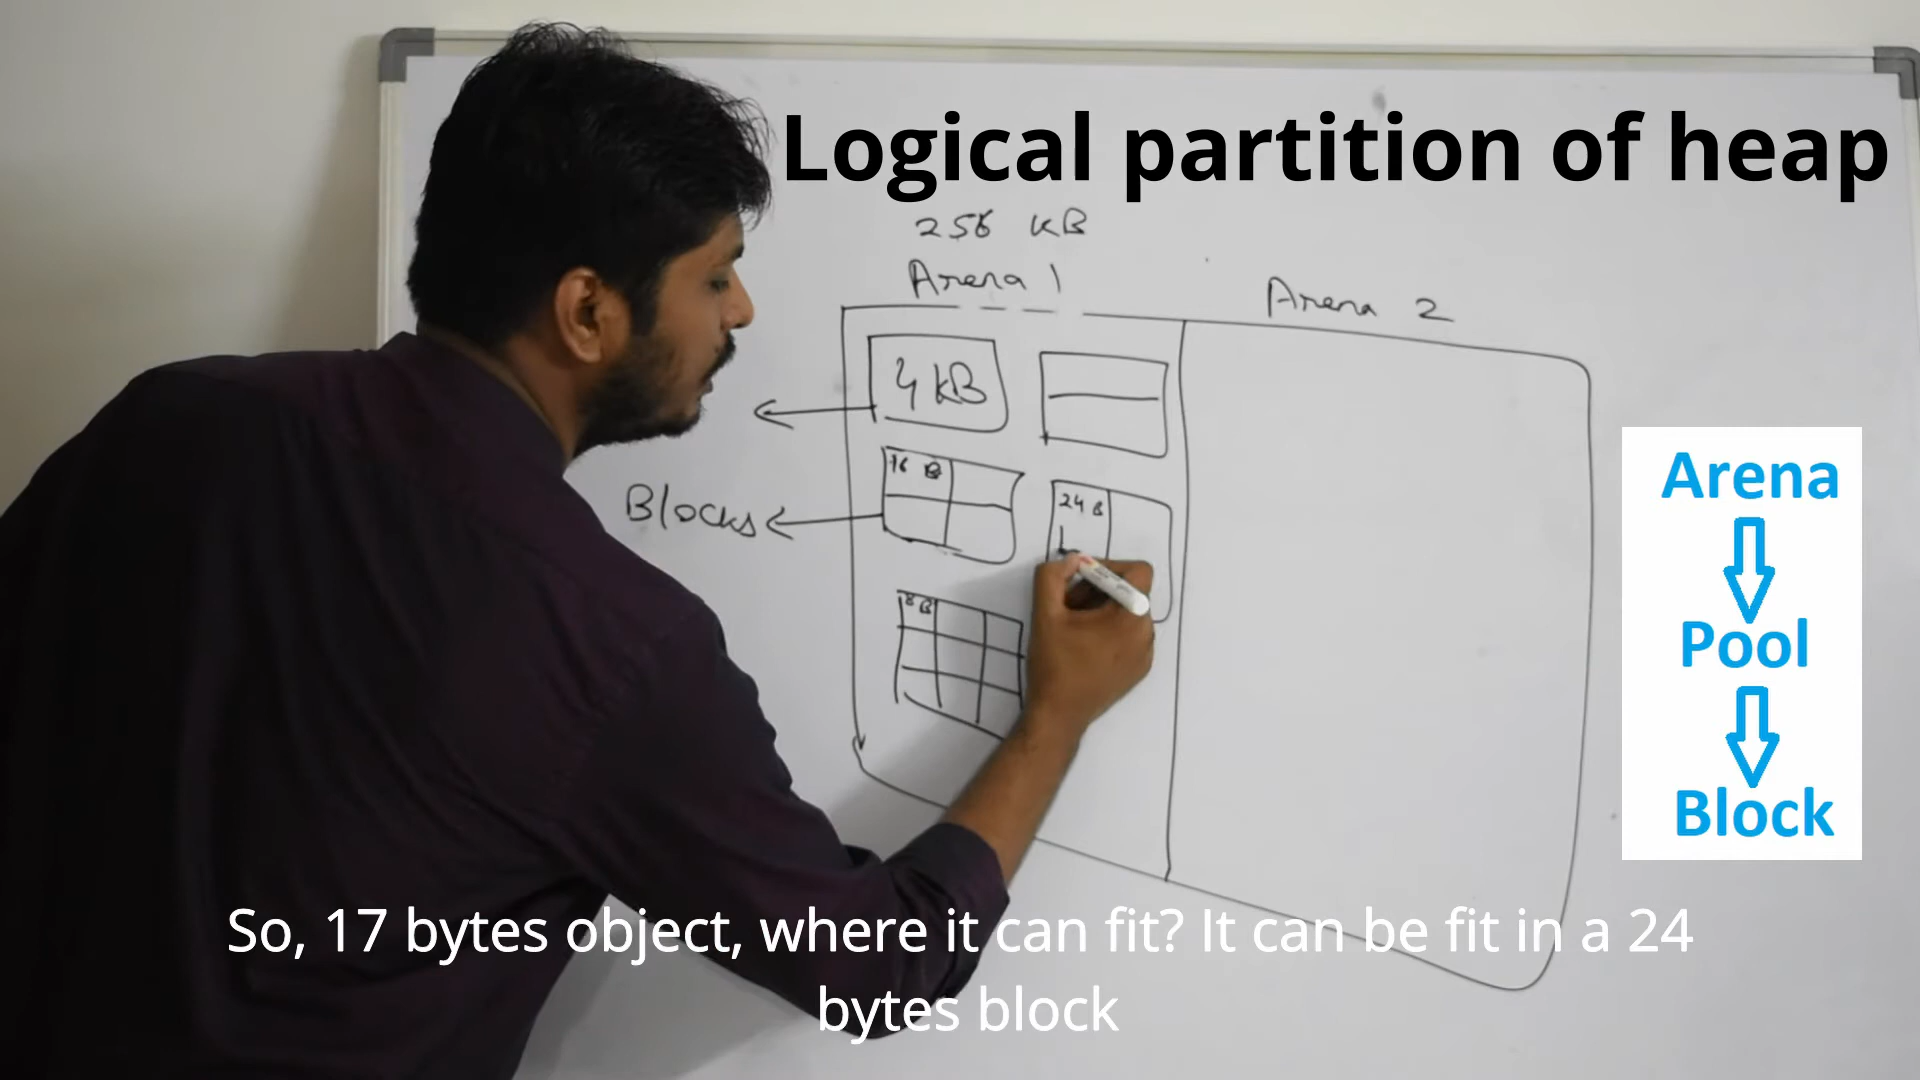 Logical partition of heap
256 KB
Arena 1
Arena 2
4 KB
16 B
Blocks
24 B
8 B
Arena
Pool
Block
So, 17 bytes object, where it can fit? It can be fit in a 24
bytes block